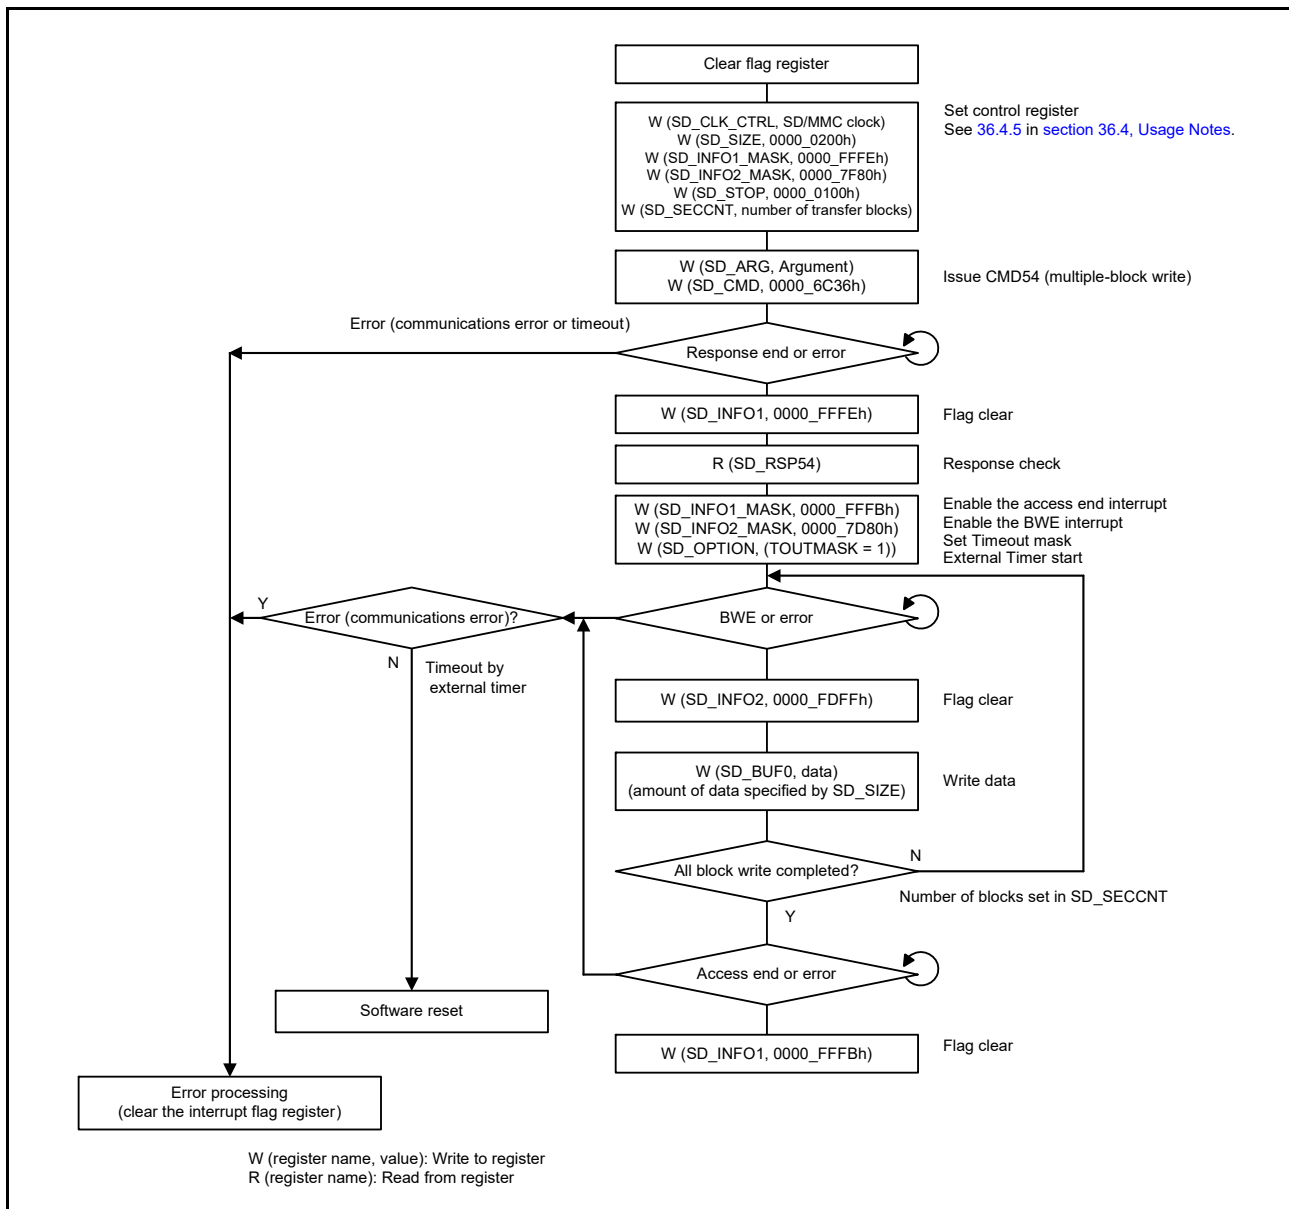 Clear flag register
W (SD_CLK_CTRL, SD/MMC clock)
W (SD_SIZE, 0000_0200h)
W (SD_INFO1_MASK, 0000_FFFEh)
W (SD_INFO2_MASK, 0000_7F80h)
W (SD_STOP, 0000_0100h)
W (SD_SECCNT, number of transfer blocks)
Set control register
See 36.4.5 in section 36.4, Usage Notes.
W (SD_ARG, Argument)
W (SD_CMD, 0000_6C36h)
Issue CMD54 (multiple-block write)
Error (communications error or timeout)
Response end or error
W (SD_INFO1, 0000_FFFEh)
Flag clear
R (SD_RSP54)
Response check
W (SD_INFO1_MASK, 0000_FFFBh)
W (SD_INFO2_MASK, 0000_7D80h)
W (SD_OPTION, (TOUTMASK = 1))
Enable the access end interrupt
Enable the BWE interrupt
Set Timeout mask
External Timer start
Y
Error (communications error)?
BWE or error
N
Timeout by
external timer
W (SD_INFO2, 0000_FDFFh)
Flag clear
W (SD_BUF0, data)
(amount of data specified by SD_SIZE)
Write data
All block write completed?
N
Number of blocks set in SD_SECCNT
Y
Access end or error
Software reset
W (SD_INFO1, 0000_FFFBh)
Flag clear
Error processing
(clear the interrupt flag register)
W (register name, value): Write to register
R (register name): Read from register